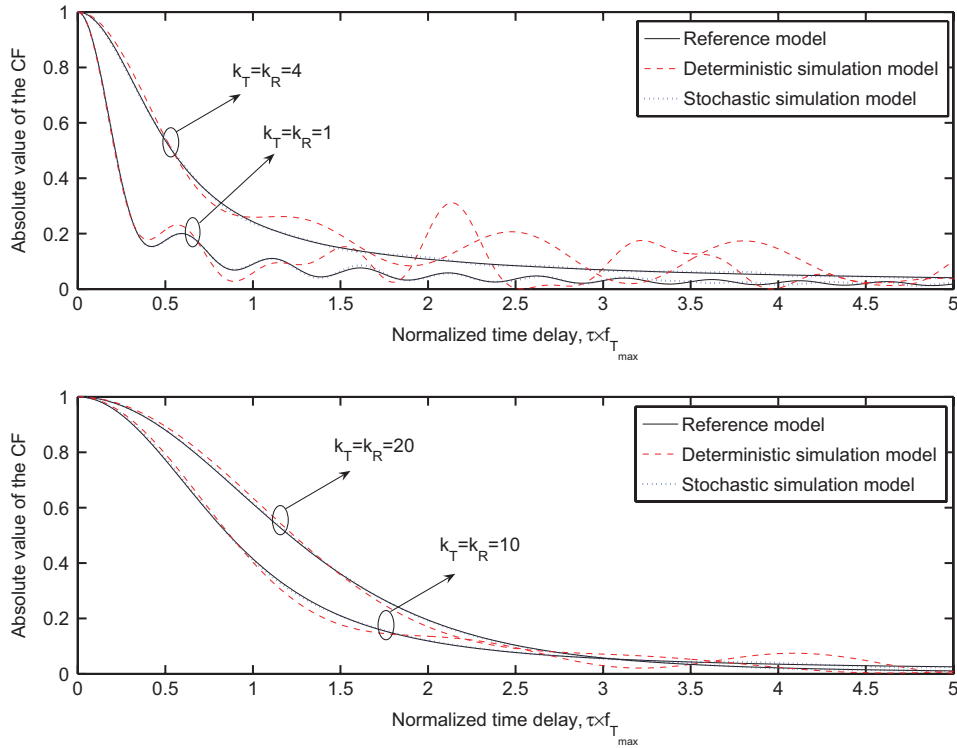 1
0.8
0.6
0.4
0.2
0
Absolute value of the CF
k_T=k_R=4
k_T=k_R=1
Reference model
Deterministic simulation model
Stochastic simulation model
0 0.5 1 1.5 2 2.5 3 3.5 4 4.5 5
Normalized time delay, τ×f_{T_max}
1
0.8
0.6
0.4
0.2
0
Absolute value of the CF
k_T=k_R=20
k_T=k_R=10
Reference model
Deterministic simulation model
Stochastic simulation model
0 0.5 1 1.5 2 2.5 3 3.5 4 4.5 5
Normalized time delay, τ×f_{T_max}